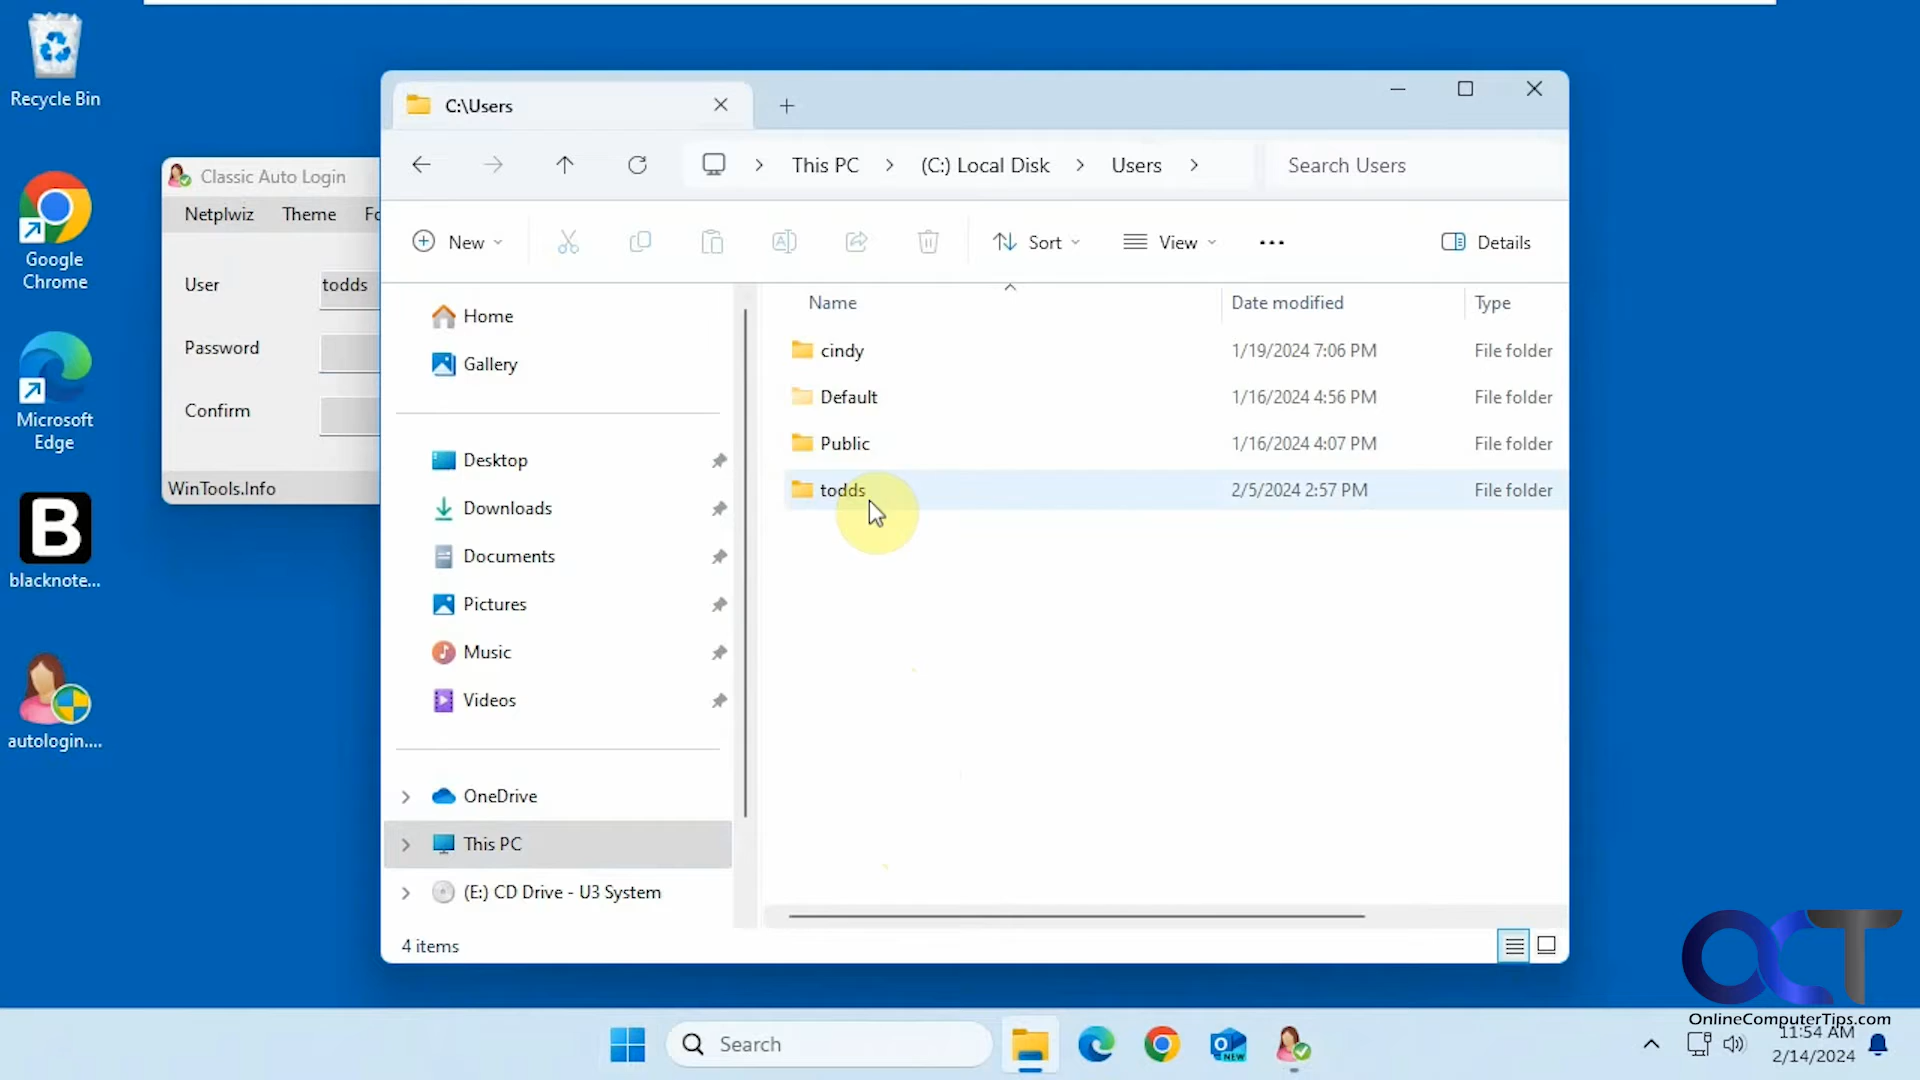 Recycle Bin
Google
Chrome
Microsoft
Edge
B
blacknote...
autologin....
Classic Auto Login
Netplwiz Theme Fo
User todds
Password
Confirm
WinTools.Info
C:\Users
This PC > (C:) Local Disk > Users >
Search Users
New
Sort
View
Details
Home
Gallery
Desktop
Downloads
Documents
Pictures
Music
Videos
OneDrive
This PC
(E:) CD Drive - U3 System
Name Date modified Type
cindy 1/19/2024 7:06 PM File folder
Default 1/16/2024 4:56 PM File folder
Public 1/16/2024 4:07 PM File folder
todds 2/5/2024 2:57 PM File folder
4 items
OCT
OnlineComputerTips.com
Search
NEW
11:54 AM
2/14/2024